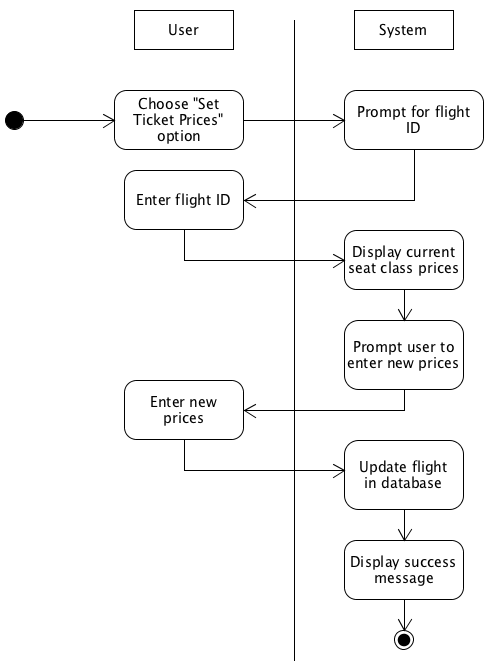 User
System
Choose "Set
Ticket Prices"
option
Prompt for flight
ID
Enter flight ID
Display current
seat class prices
Prompt user to
enter new prices
Enter new
prices
Update flight
in database
Display success
message